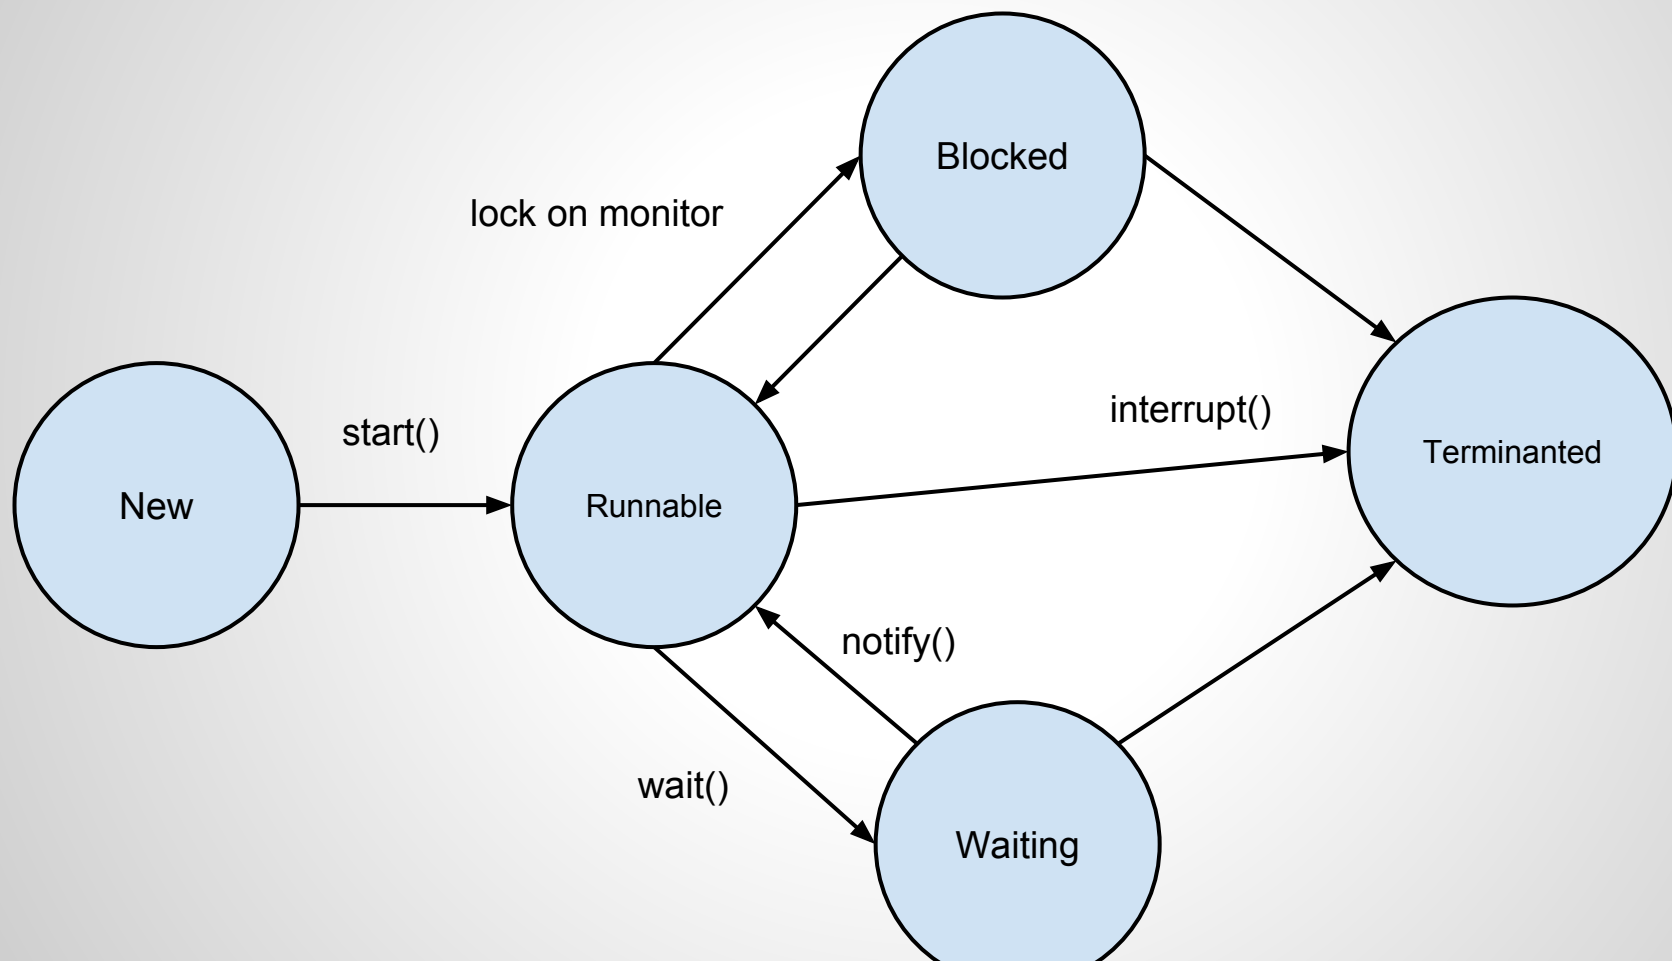 Blocked
lock on monitor
start()
interrupt()
Terminanted
New
Runnable
notify()
wait()
Waiting